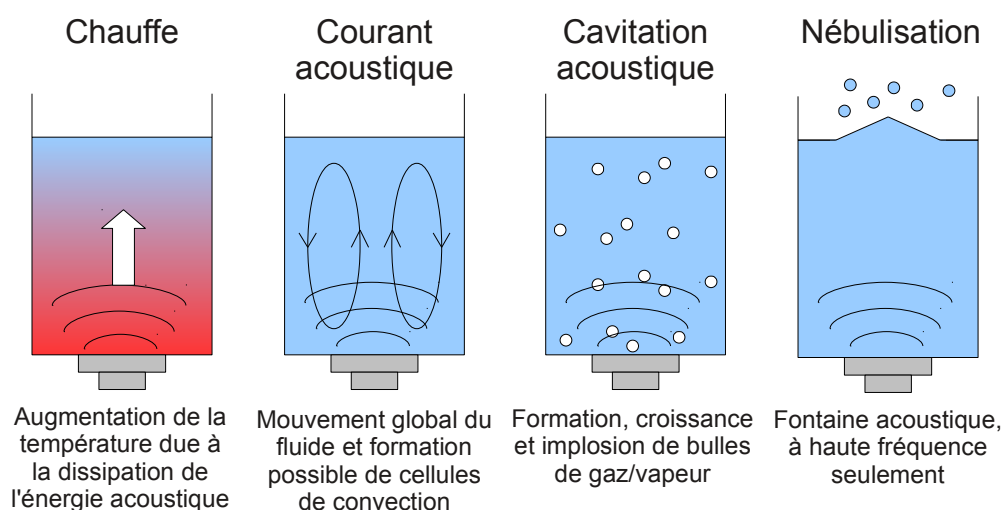 Chauffe
Courant
acoustique
Cavitation
acoustique
Nébulisation
Augmentation de la
température due à
la dissipation de
l'énergie acoustique
Mouvement global du
fluide et formation
possible de cellules
de convection
Formation, croissance
et implosion de bulles
de gaz/vapeur
Fontaine acoustique,
à haute fréquence
seulement